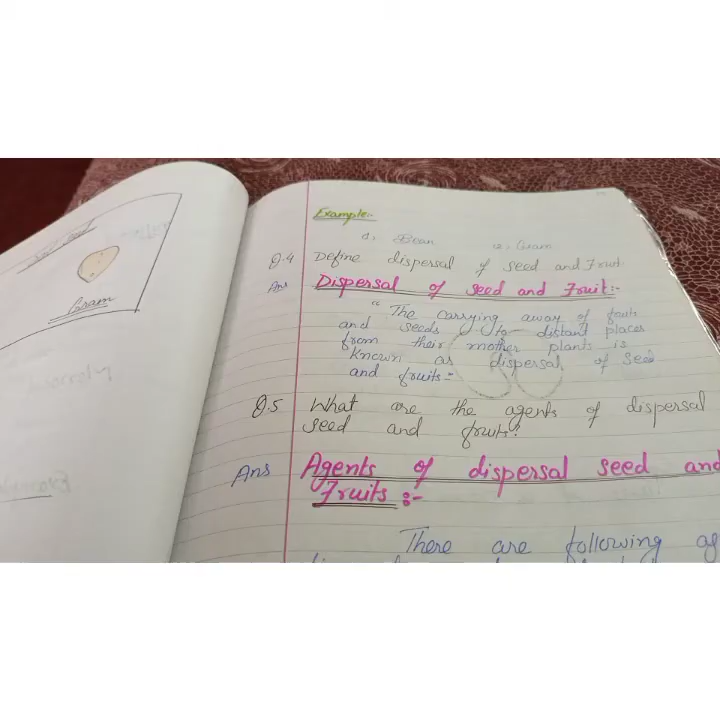 Gram
Example:-
a, Bean 2, Gram
Q.4 Define dispersal of seed and Fruit.
Ans Dispersal of seed and Fruit:-
" The carrying away of fruits
and seeds to distant places
from their mother plants is
known as dispersal of seed
and fruits:-
Q.5 What are the agents of dispersal
seed and fruits?
Ans Agents of dispersal seed and
Fruits :-
There are following ag